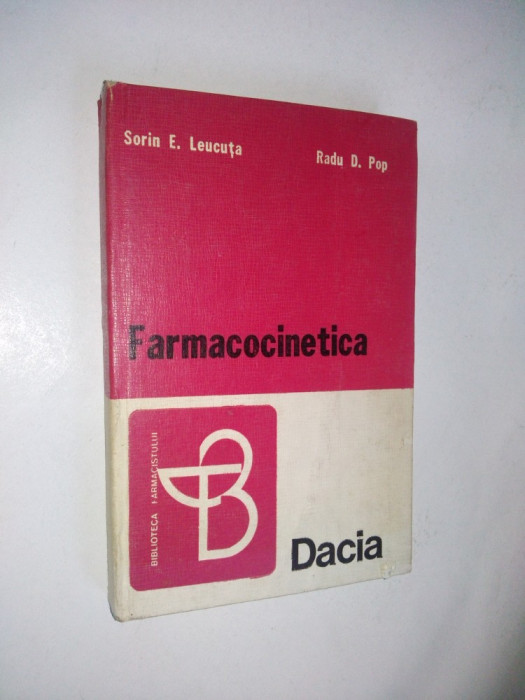 Sorin E. Leucuța
Radu D. Pop
Farmacocinetica
BIBLIOTECA FARMACISTULUI
Dacia